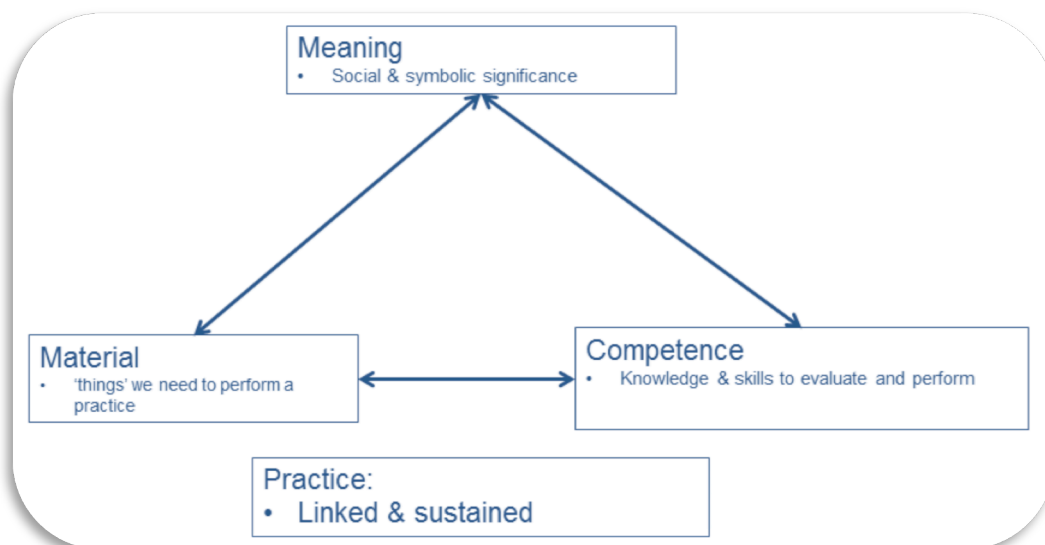 Meaning
• Social & symbolic significance
Material
• 'things' we need to perform a
practice
Competence
• Knowledge & skills to evaluate and perform
Practice:
• Linked & sustained